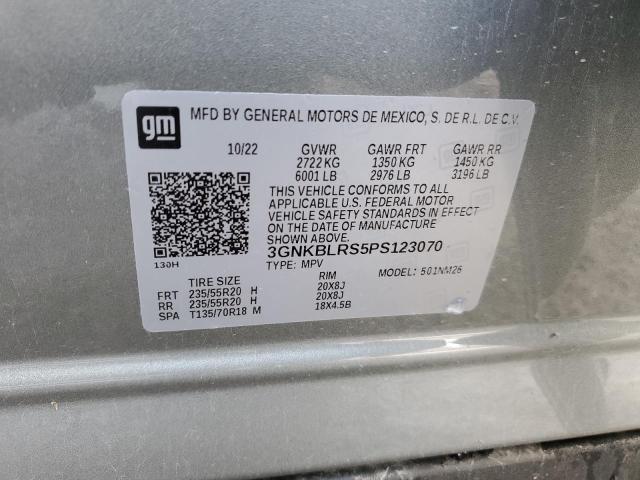 gm
MFD BY GENERAL MOTORS DE MEXICO, S. DE R.L. DE C.V.
10/22 GVWR GAWR FRT GAWR RR
2722 KG 1350 KG 1450 KG
6001 LB 2976 LB 3196 LB
THIS VEHICLE CONFORMS TO ALL
APPLICABLE U.S. FEDERAL MOTOR
VEHICLE SAFETY STANDARDS IN EFFECT
ON THE DATE OF MANUFACTURE
SHOWN ABOVE.
3GNKBLRS5PS123070
130H
TYPE: MPV MODEL: 501NM26
TIRE SIZE RIM
FRT 235/55R20 H 20X8J
RR 235/55R20 H 20X8J
SPA T135/70R18 M 18X4.5B